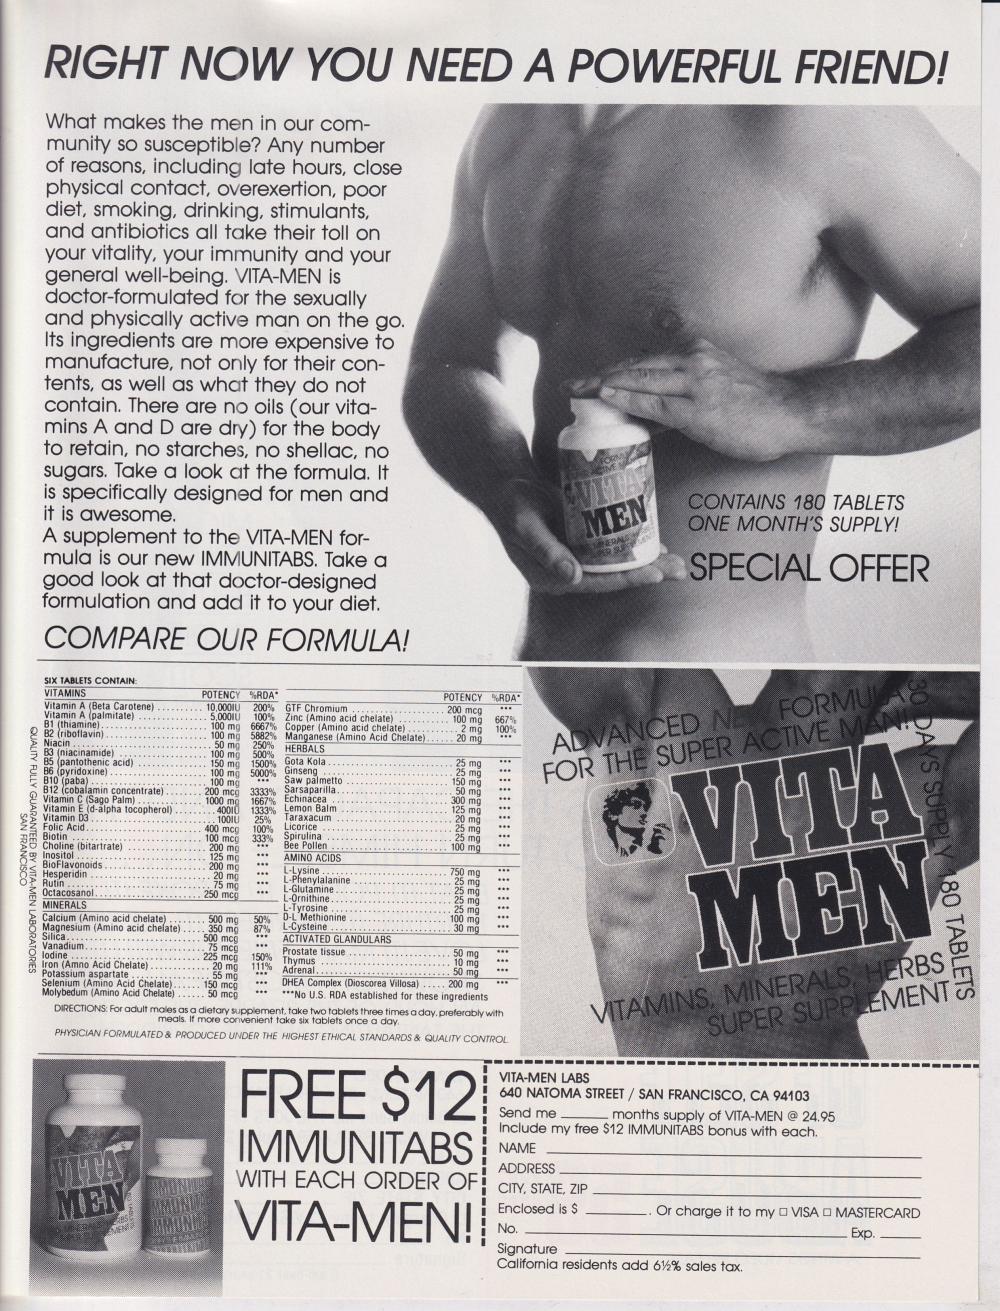 RIGHT NOW YOU NEED A POWERFUL FRIEND!
What makes the men in our com-
munity so susceptible? Any number
of reasons, including late hours, close
physical contact, overexertion, poor
diet, smoking, drinking, stimulants,
and antibiotics all take their toll on
your vitality, your immunity and your
general well-being. VITA-MEN is
doctor-formulated for the sexually
and physically active man on the go.
Its ingredients are more expensive to
manufacture, not only for their con-
tents, as well as what they do not
contain. There are no oils (our vita-
mins A and D are dry) for the body
to retain, no starches, no shellac, no
sugars. Take a look at the formula. It
is specifically designed for men and
it is awesome.
A supplement to the VITA-MEN for-
mula is our new IMMUNITABS. Take a
good look at that doctor-designed
formulation and add it to your diet.
COMPARE OUR FORMULA!
VITA
MEN
CONTAINS 180 TABLETS
ONE MONTH'S SUPPLY!
SPECIAL OFFER
SIX TABLETS CONTAIN:
VITAMINS POTENCY %RDA*
Vitamin A (Beta Carotene) 10,000IU 200%
Vitamin A (palmitate) 5,000IU 100%
B1 (thiamine) 100 mg 6667%
B2 (riboflavin) 100 mg 5882%
Niacin 50 mg 250%
B3 (niacinamide) 100 mg 500%
B5 (pantothenic acid) 150 mg 1500%
B6 (pyridoxine) 100 mg 5000%
B10 (paba) 100 mg ***
B12 (cobalamin concentrate) 200 mcg 3333%
Vitamin C (Sago Palm) 1000 mg 1667%
Vitamin E (d-alpha tocopherol) 400IU 1333%
Vitamin D3 100IU 25%
Folic Acid 400 mcg 100%
Biotin 100 mcg 333%
Choline (bitartrate) 200 mg ***
Inositol 125 mg ***
BioFlavonoids 200 mg ***
Hesperidin 20 mg ***
Rutin 75 mg ***
Octacosanol 250 mcg ***
MINERALS
Calcium (Amino acid chelate) 500 mg 50%
Magnesium (Amino acid chelate) 350 mg 87%
Silica 500 mcg ***
Vanadium 75 mcg ***
Iodine 225 mcg 150%
Iron (Amno Acid Chelate) 20 mg 111%
Potassium aspartate 55 mg ***
Selenium (Amino Acid Chelate) 150 mcg ***
Molybedum (Amino Acid Chelate) 50 mcg ***
POTENCY %RDA*
GTF Chromium 200 mcg ***
Zinc (Amino acid chelate) 100 mg 667%
Copper (Amino acid chelate) 2 mg 100%
Manganese (Amino Acid Chelate) 20 mg ***
HERBALS
Gota Kola 25 mg ***
Ginseng 25 mg ***
Saw palmetto 150 mg ***
Sarsaparilla 50 mg ***
Echinacea 300 mg ***
Lemon Balm 125 mg ***
Taraxacum 20 mg ***
Licorice 25 mg ***
Spirulina 25 mg ***
Bee Pollen 100 mg ***
AMINO ACIDS
L-Lysine 750 mg ***
L-Phenylalanine 25 mg ***
L-Glutamine 25 mg ***
L-Ornithine 25 mg ***
L-Tyrosine 25 mg ***
D-L Methionine 100 mg ***
L-Cysteine 30 mg ***
ACTIVATED GLANDULARS
Prostate tissue 50 mg ***
Thymus 10 mg ***
Adrenal 50 mg ***
DHEA Complex (Dioscorea Villosa) 200 mg ***
***No U.S. RDA established for these ingredients
QUALITY FULLY GUARANTEED BY VITA-MEN LABORATORIES
SAN FRANCISCO
DIRECTIONS: For adult males as a dietary supplement, take two tablets three times a day, preferably with
meals. If more convenient take six tablets once a day.
PHYSICIAN FORMULATED & PRODUCED UNDER THE HIGHEST ETHICAL STANDARDS & QUALITY CONTROL
ADVANCED FORMULA
FOR THE SUPER ACTIVE MAN!
VITA
MEN
30 DAYS SUPPLY 180 TABLETS
VITAMINS, MINERALS, HERBS
SUPER SUPPLEMENTS
VITA
MEN
IMMUNI
FREE $12
IMMUNITABS
WITH EACH ORDER OF
VITA-MEN!
VITA-MEN LABS
640 NATOMA STREET / SAN FRANCISCO, CA 94103
Send me ______ months supply of VITA-MEN @ 24.95
Include my free $12 IMMUNITABS bonus with each.
NAME
ADDRESS
CITY, STATE, ZIP
Enclosed is $ ________. Or charge it to my □ VISA □ MASTERCARD
No. ________ Exp. ____
Signature
California residents add 6½% sales tax.